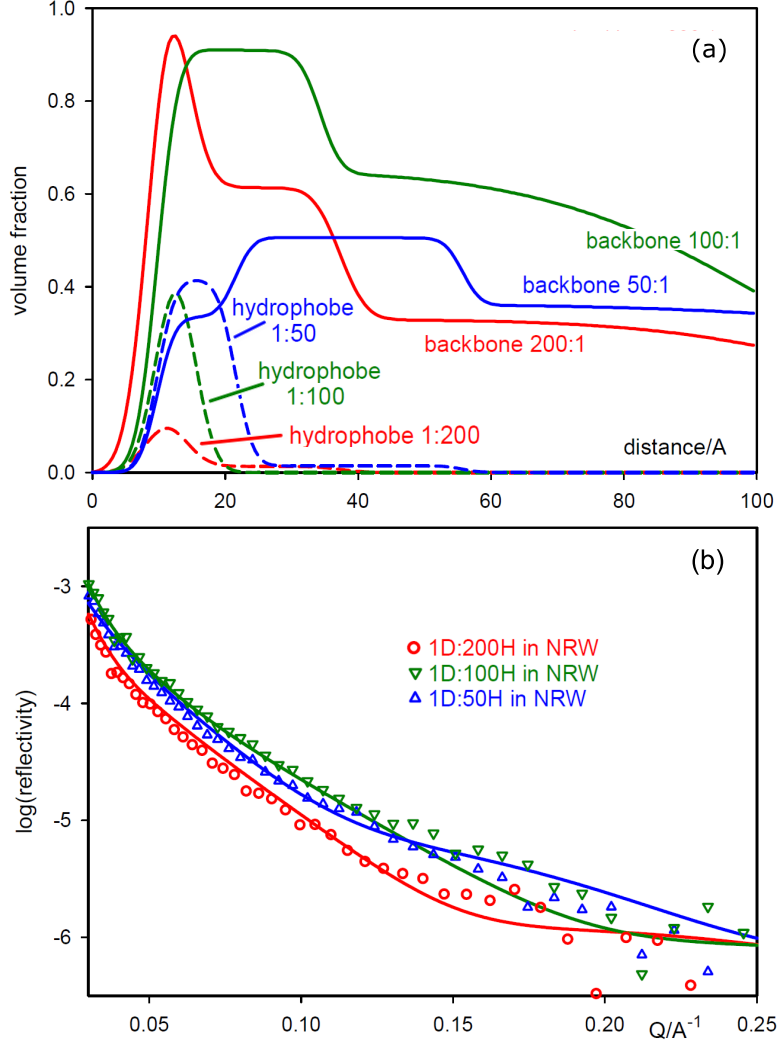 1.0
(a)
0.8
0.6
volume fraction
backbone 100:1
0.4
hydrophobe
1:50
backbone 50:1
backbone 200:1
hydrophobe
1:100
0.2
hydrophobe 1:200
distance/A
0.0
0 20 40 60 80 100
(b)
-3
1D:200H in NRW
1D:100H in NRW
1D:50H in NRW
-4
log(reflectivity)
-5
-6
0.05 0.10 0.15 0.20 Q/A⁻¹ 0.25